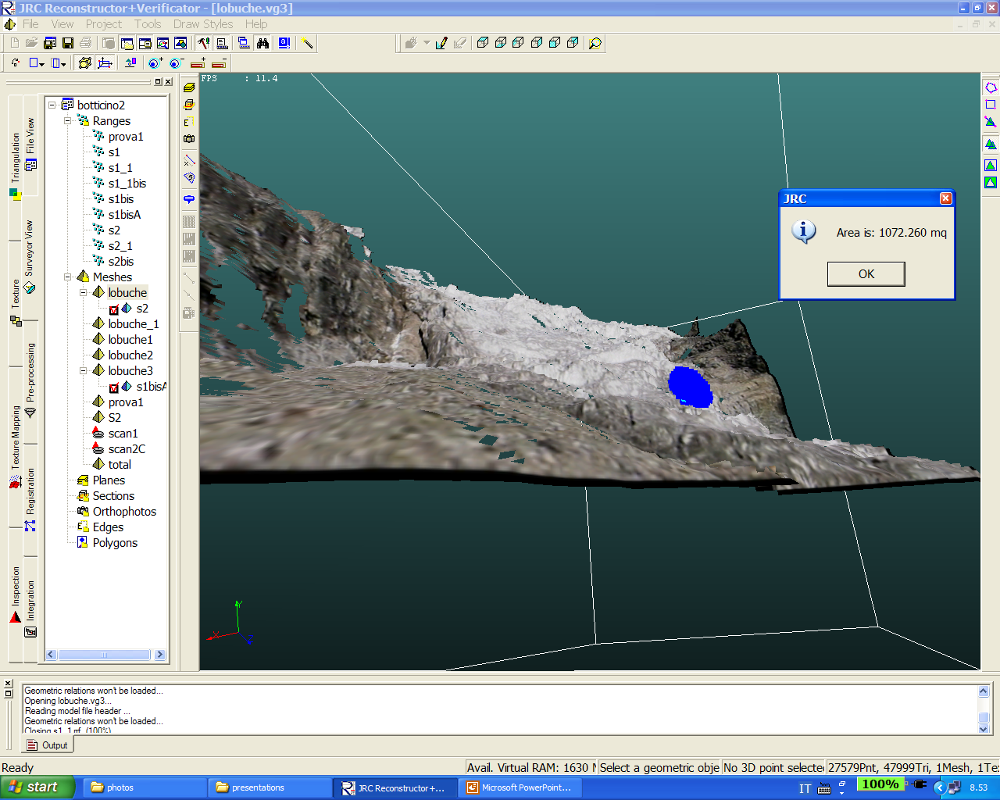 JRC Reconstructor+Verificator - [lobuche.vg3]
File View Project Tools Draw Styles Help
FPS : 11.4
Triangulation
Texture
Texture Mapping
Inspection
File View
Surveyor View
Pre-processing
Registration
Integration
botticino2
Ranges
prova1
s1
s1_1
s1_1bis
s1bis
s1bisA
s2
s2_1
s2bis
Meshes
lobuche
s2
lobuche_1
lobuche1
lobuche2
lobuche3
s1bisA
prova1
S2
scan1
scan2C
total
Planes
Sections
Orthophotos
Edges
Polygons
JRC
Area is: 1072.260 mq
OK
X
Y
Geometric relations won't be loaded...
Opening lobuche.vg3...
Reading model file header ...
Geometric relations won't be loaded...
Closing s1_1.rf (100%)
Output
Ready
Avail. Virtual RAM: 1630 M
Select a geometric obje
No 3D point selected
27579Pnt, 47999Tri, 1Mesh, 1Te
start
photos
presentations
JRC Reconstructor+...
Microsoft PowerPoint...
IT
100%
8.53